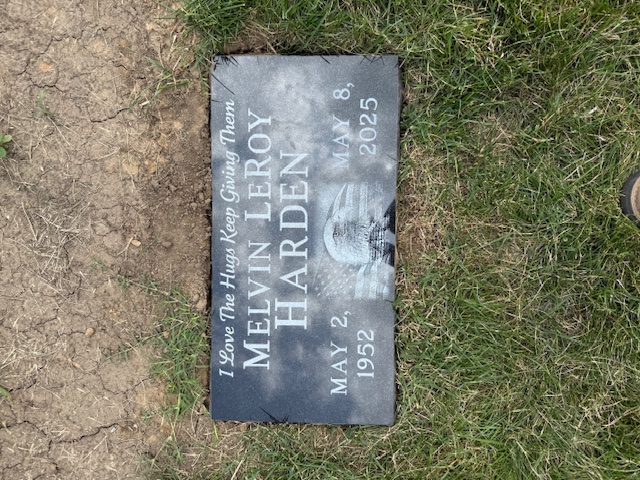 I Love The Hugs Keep Giving Them
MELVIN LEROY
HARDEN
MAY 2,
1952
MAY 8,
2025